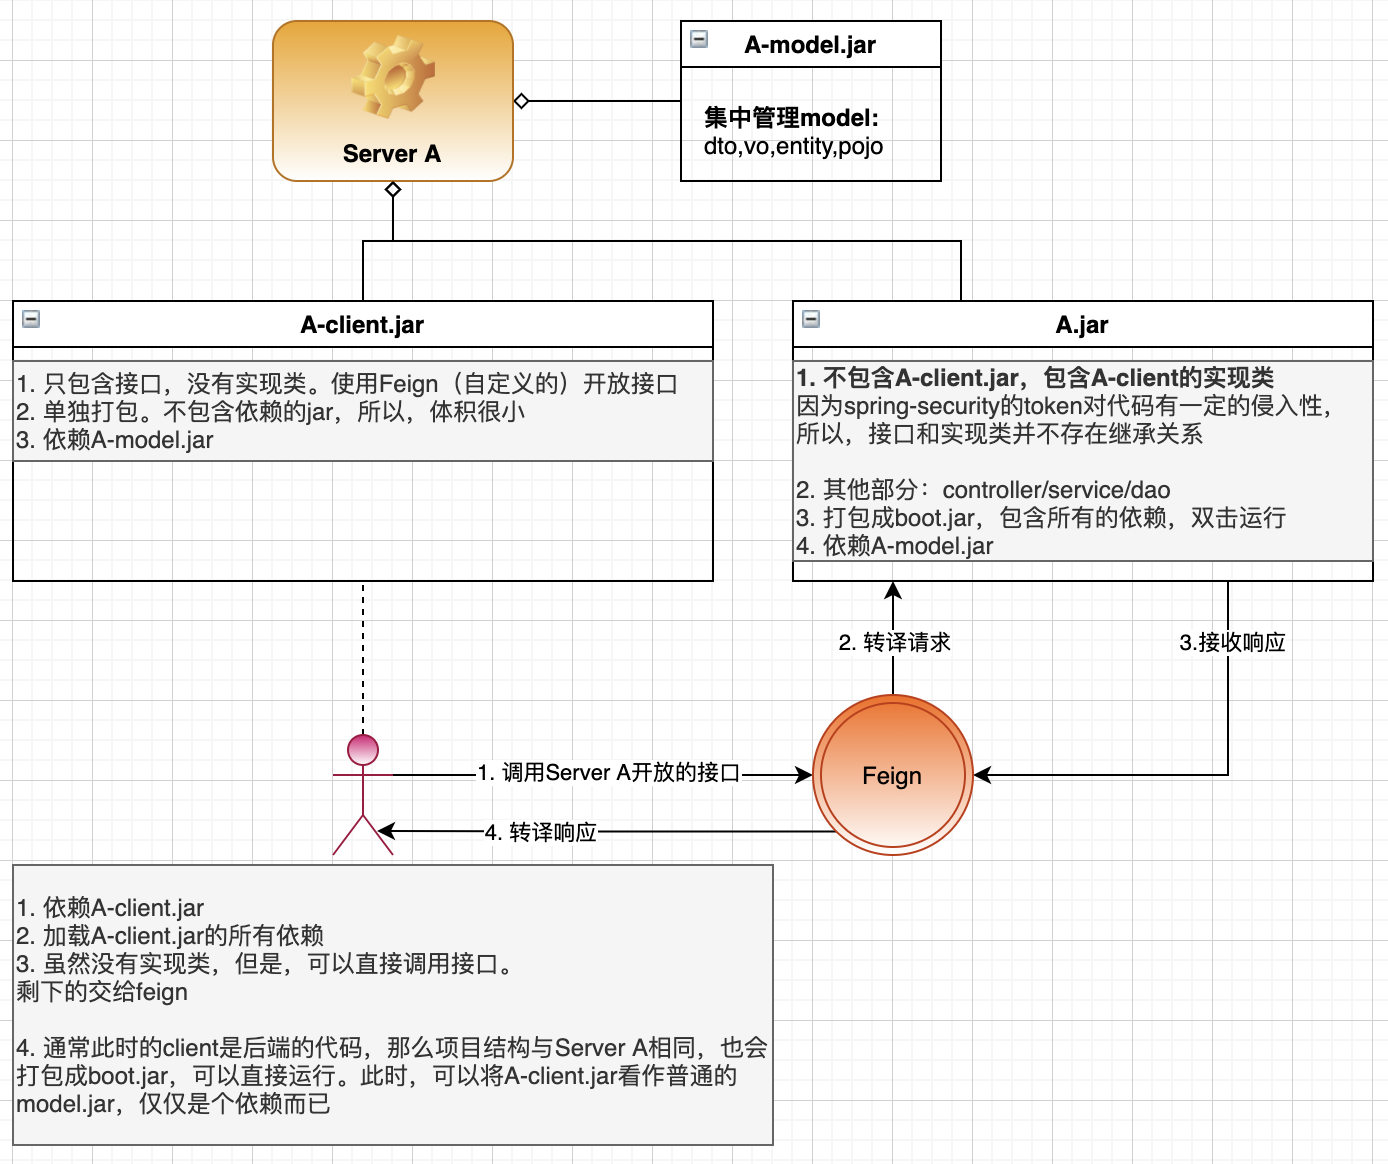 Server A
A-model.jar
集中管理model:
dto,vo,entity,pojo
A-client.jar
1. 只包含接口，没有实现类。使用Feign（自定义的）开放接口
2. 单独打包。不包含依赖的jar，所以，体积很小
3. 依赖A-model.jar
A.jar
1. 不包含A-client.jar，包含A-client的实现类
因为spring-security的token对代码有一定的侵入性，
所以，接口和实现类并不存在继承关系
2. 其他部分：controller/service/dao
3. 打包成boot.jar，包含所有的依赖，双击运行
4. 依赖A-model.jar
2. 转译请求
3.接收响应
1. 调用Server A开放的接口
Feign
4. 转译响应
1. 依赖A-client.jar
2. 加载A-client.jar的所有依赖
3. 虽然没有实现类，但是，可以直接调用接口。
剩下的交给feign
4. 通常此时的client是后端的代码，那么项目结构与Server A相同，也会
打包成boot.jar，可以直接运行。此时，可以将A-client.jar看作普通的
model.jar，仅仅是个依赖而已